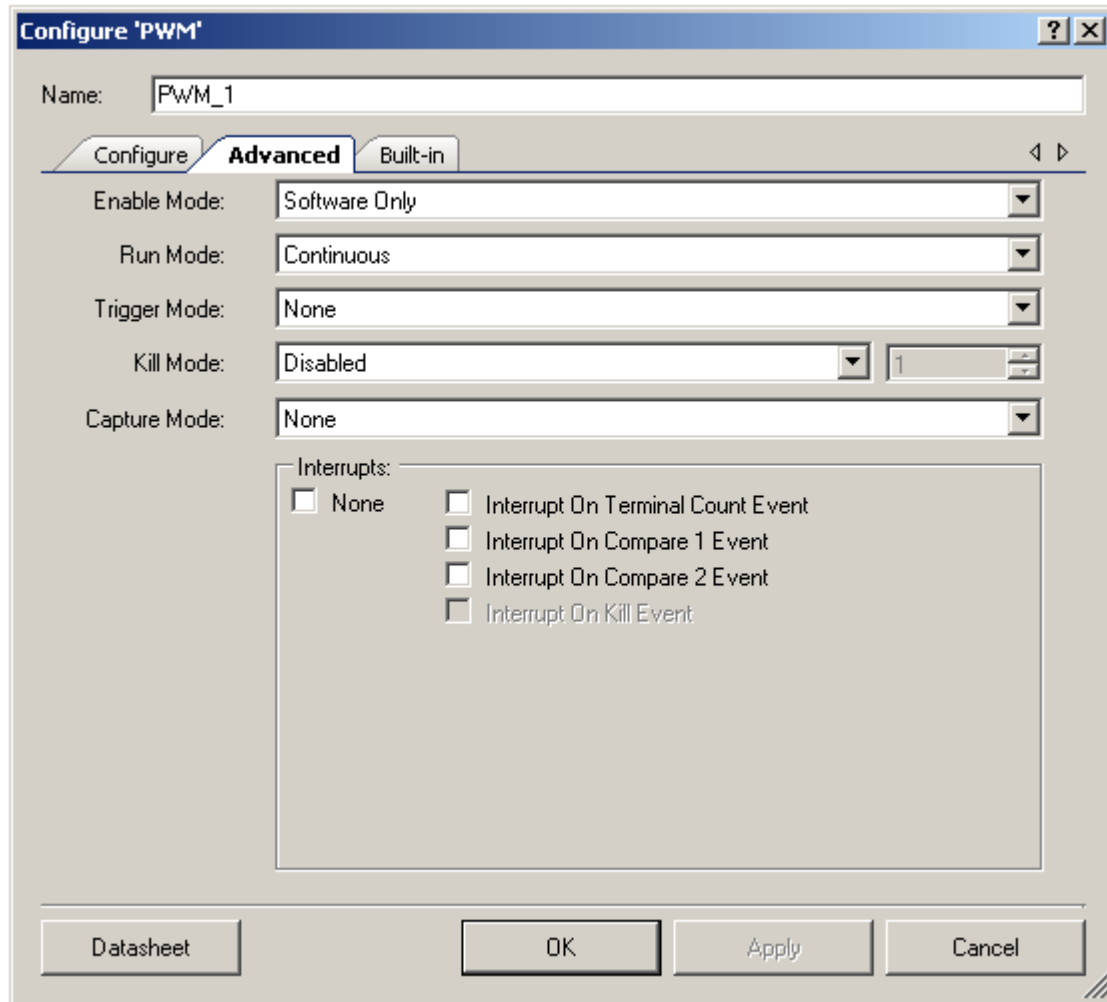 Configure 'PWM'
Name: PWM_1
Configure Advanced Built-in
Enable Mode: Software Only
Run Mode: Continuous
Trigger Mode: None
Kill Mode: Disabled 1
Capture Mode: None
Interrupts:
None Interrupt On Terminal Count Event
Interrupt On Compare 1 Event
Interrupt On Compare 2 Event
Interrupt On Kill Event
Datasheet OK Apply Cancel